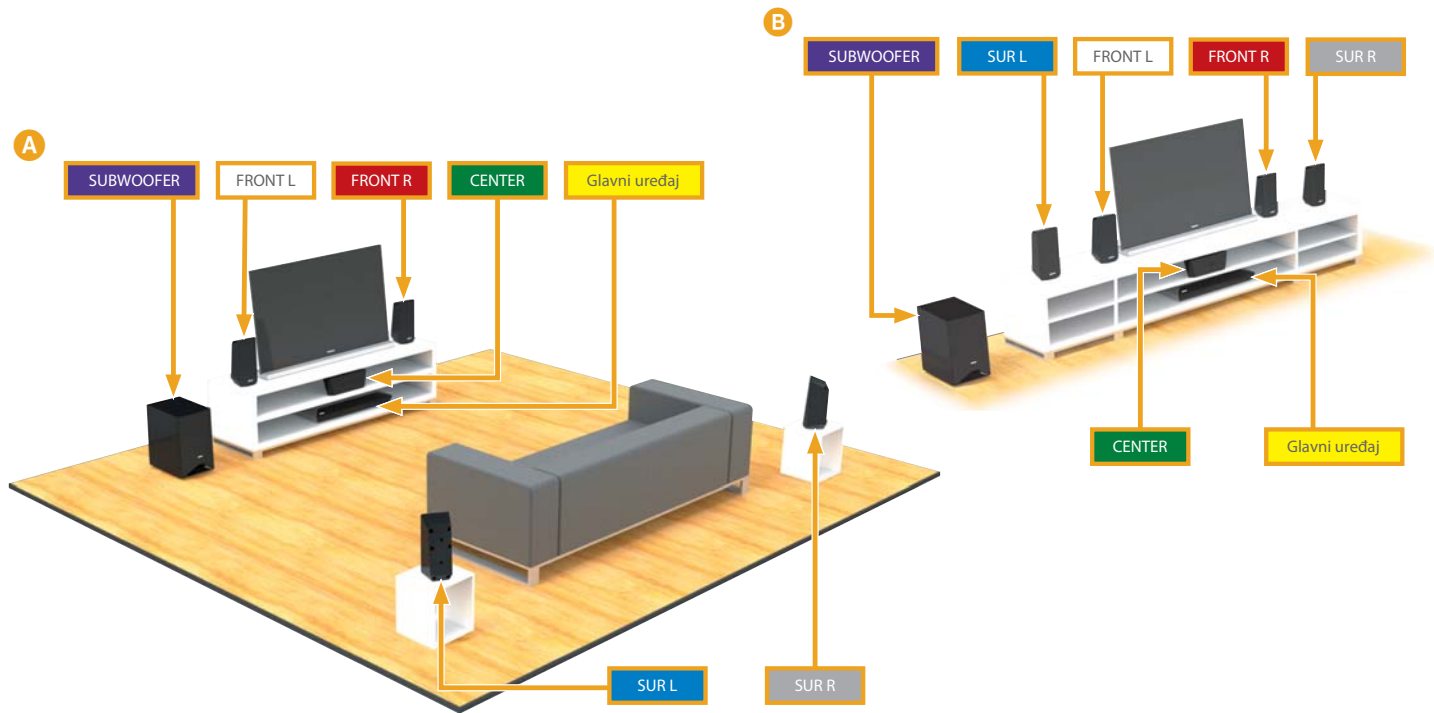 B
SUBWOOFER
SUR L
FRONT L
FRONT R
SUR R
A
SUBWOOFER
FRONT L
FRONT R
CENTER
Glavni uređaj
CENTER
Glavni uređaj
SUR L
SUR R